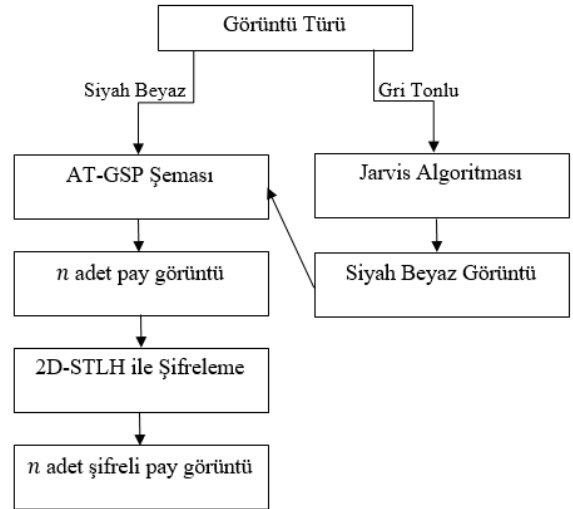 Görüntü Türü
Siyah Beyaz
Gri Tonlu
AT-GSP Şeması
Jarvis Algoritması
n adet pay görüntü
Siyah Beyaz Görüntü
2D-STLH ile Şifreleme
n adet şifreli pay görüntü